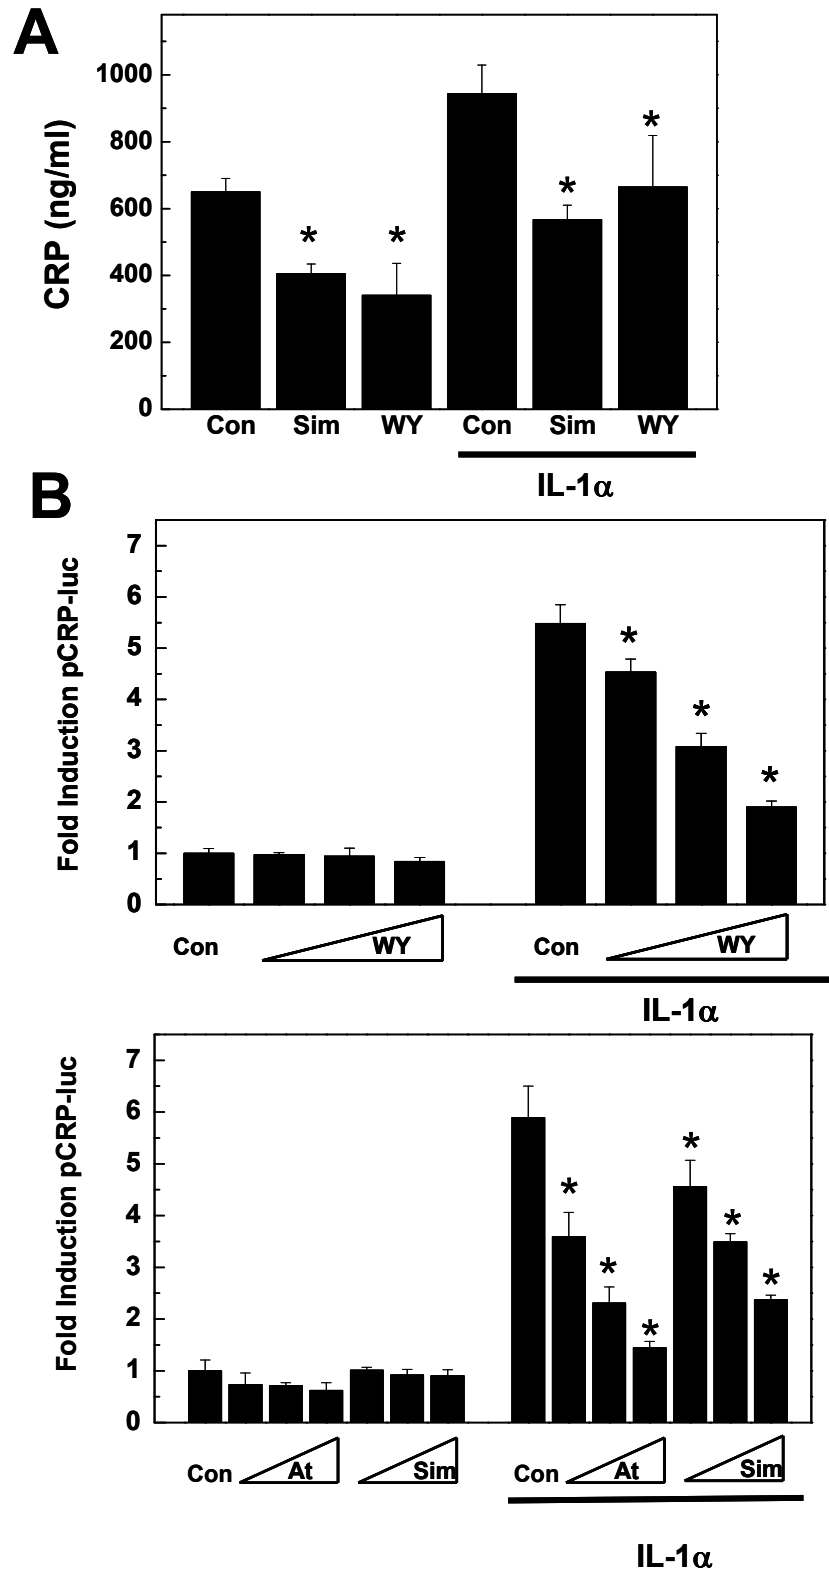 A
CRP (ng/ml)
1000
800
600
400
200
0
* * * *
Con Sim WY Con Sim WY
IL-1α
B
Fold Induction pCRP-luc
7
6
5
4
3
2
1
0
* * *
Con WY Con WY
IL-1α
Fold Induction pCRP-luc
7
6
5
4
3
2
1
0
* * * * * *
Con At Sim Con At Sim
IL-1α